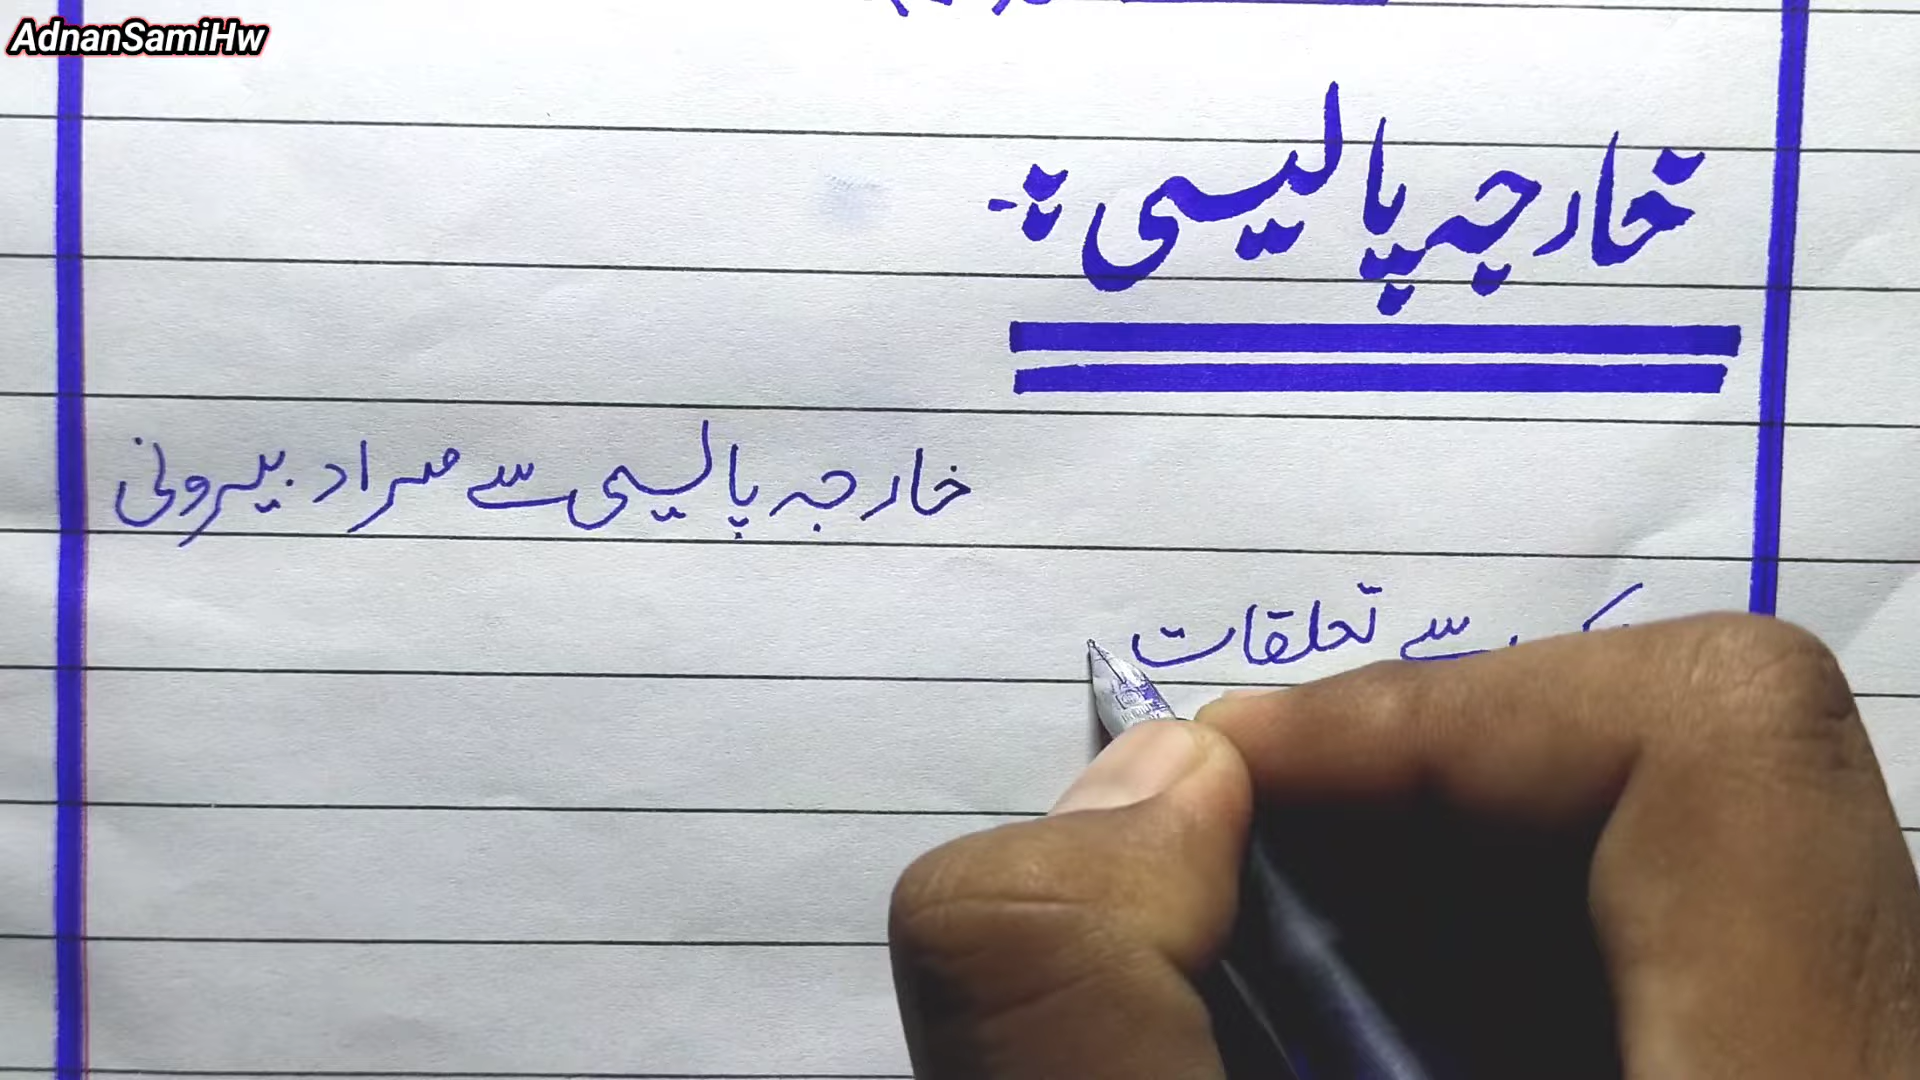 AdnanSamiHw
خارجہ پالیسی :-
خارجہ پالیسی سے مراد بیرونی
سے تعلقات